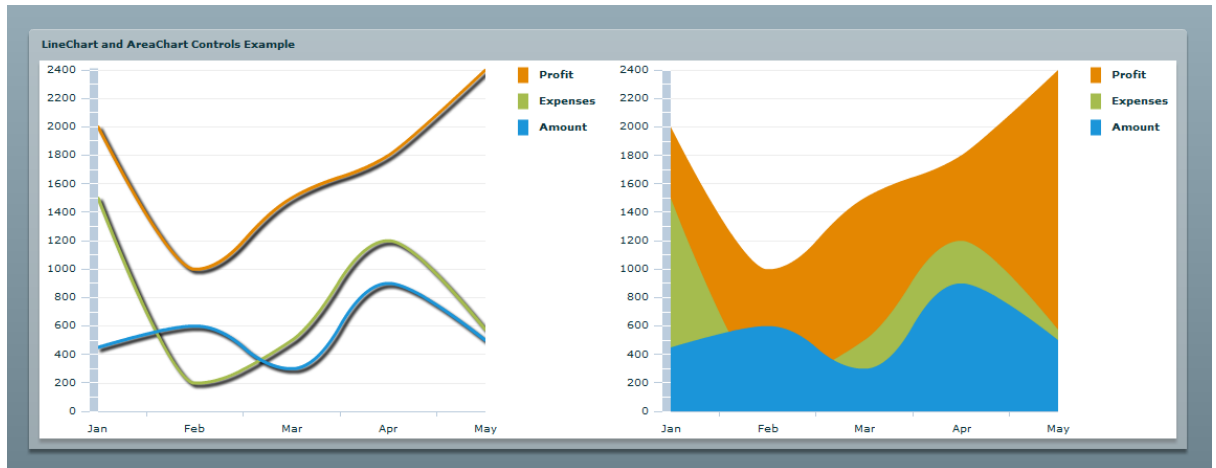 LineChart and AreaChart Controls Example
2400
2200
2000
1800
1600
1400
1200
1000
800
600
400
200
0
Jan Feb Mar Apr May
Profit
Expenses
Amount
2400
2200
2000
1800
1600
1400
1200
1000
800
600
400
200
0
Jan Feb Mar Apr May
Profit
Expenses
Amount